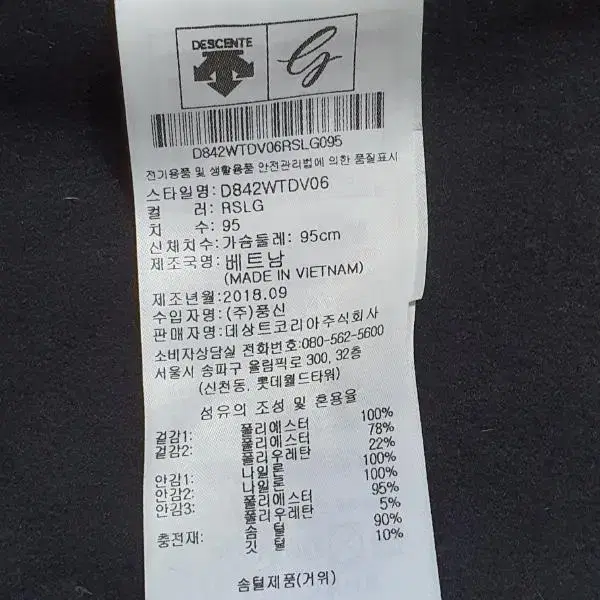 DESCENTE
D842WTDV06RSLG095
전기용품 및 생활용품 안전관리법에 의한 품질표시
스타일명: D842WTDV06
컬 러: RSLG
치 수: 95
신체치수: 가슴둘레: 95cm
제조국명: 베트남
(MADE IN VIETNAM)
제조년월: 2018.09
수입자명: (주)풍신
판매자명: 데상트코리아주식회사
소비자상담실 전화번호: 080-562-5600
서울시 송파구 올림픽로 300, 32층
(신천동, 롯데월드타워)
섬유의 조성 및 혼용율
겉감1: 폴리에스터 100%
겉감2: 폴리에스터 78%
폴리우레탄 22%
안감1: 나일론 100%
안감2: 나일론 100%
안감3: 폴리에스터 95%
폴리우레탄 5%
충전재: 솜털 90%
깃털 10%
솜털제품(거위)